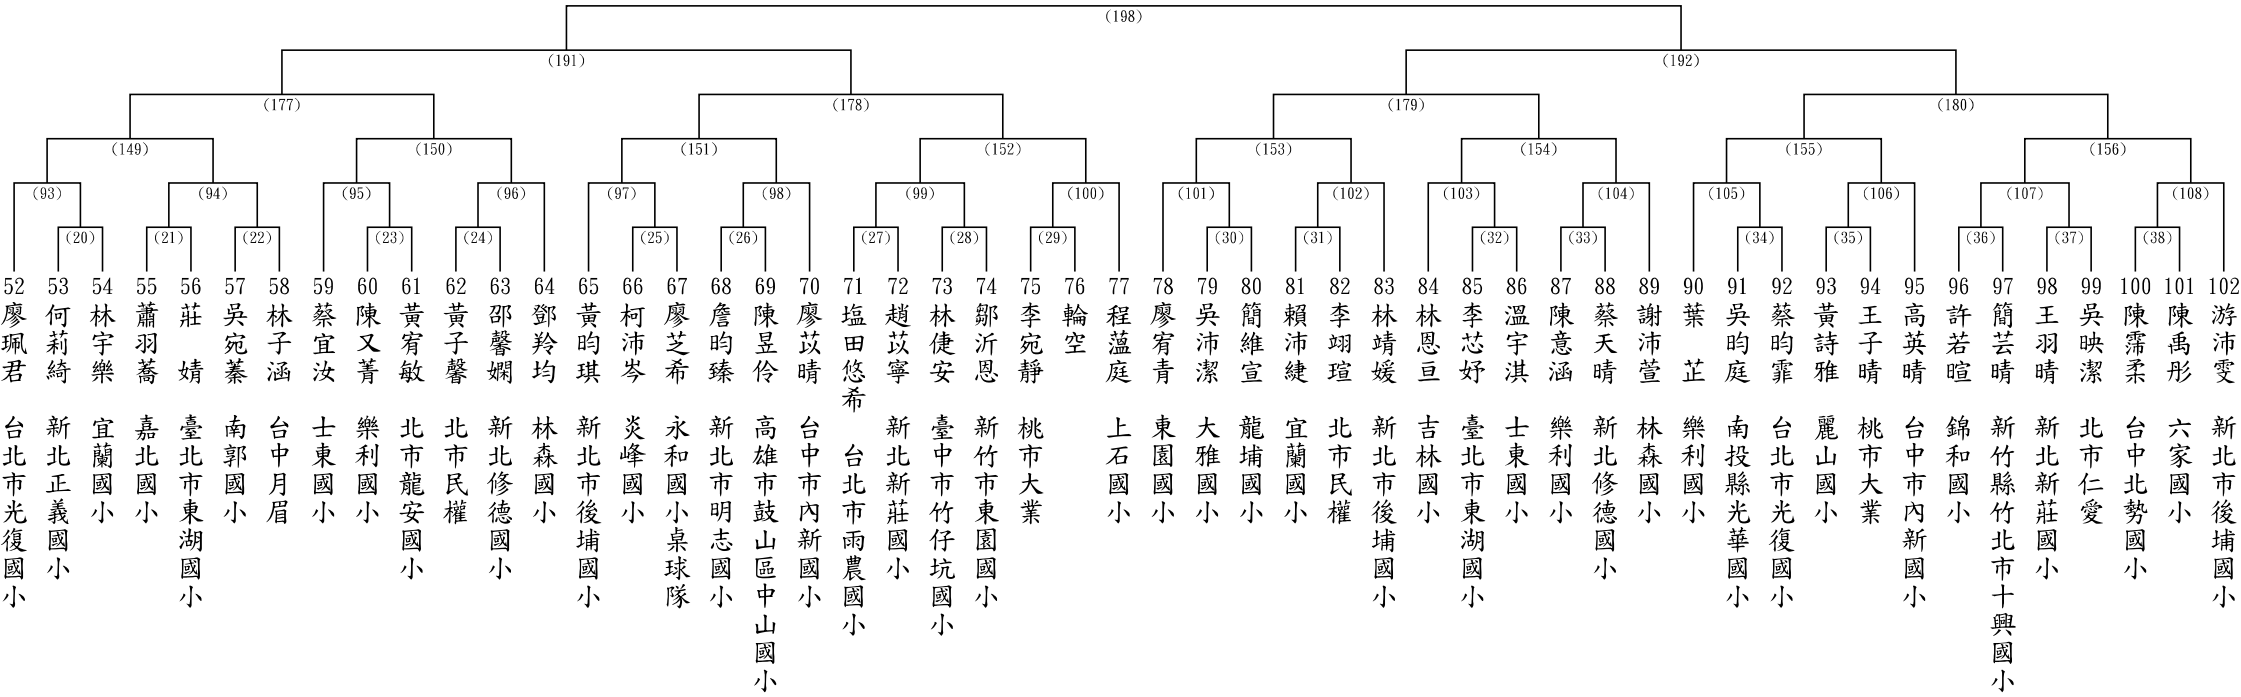 (198)
(191) (192)
(177) (178) (179) (180)
(149) (150) (151) (152) (153) (154) (155) (156)
(93) (94) (95) (96) (97) (98) (99) (100) (101) (102) (103) (104) (105) (106) (107) (108)
(20) (21) (22) (23) (24) (25) (26) (27) (28) (29) (30) (31) (32) (33) (34) (35) (36) (37) (38)
52 廖珮君 台北市光復國小
53 何莉綺 新北正義國小
54 林宇樂 宜蘭國小
55 蕭羽蕎 嘉北國小
56 莊 婧 臺北市東湖國小
57 吳宛蓁 南郭國小
58 林子涵 台中月眉
59 蔡宜汝 士東國小
60 陳又菁 樂利國小
61 黃宥敏 北市龍安國小
62 黃子馨 北市民權
63 邵馨嫻 新北修德國小
64 鄧羚均 林森國小
65 黃昀琪 新北市後埔國小
66 柯沛岑 炎峰國小
67 廖芝希 永和國小桌球隊
68 詹昀臻 新北市明志國小
69 陳昱伶 高雄市鼓山區中山國小
70 廖苡晴 台中市內新國小
71 塩田悠希 台北市雨農國小
72 趙苡寧 新北新莊國小
73 林倢安 臺中市竹仔坑國小
74 鄒沂恩 新竹市東園國小
75 李宛靜 桃市大業
76 輪空
77 程薀庭 上石國小
78 廖宥青 東園國小
79 吳沛潔 大雅國小
80 簡維宣 龍埔國小
81 賴沛緁 宜蘭國小
82 李翊瑄 北市民權
83 林靖媛 新北市後埔國小
84 林恩亘 吉林國小
85 李芯妤 臺北市東湖國小
86 溫宇淇 士東國小
87 陳意涵 樂利國小
88 蔡天晴 新北修德國小
89 謝沛萱 林森國小
90 葉 芷 樂利國小
91 吳昀庭 南投縣光華國小
92 蔡昀霏 台北市光復國小
93 黃詩雅 麗山國小
94 王子晴 桃市大業
95 高英晴 台中市內新國小
96 許若暄 錦和國小
97 簡芸晴 新竹縣竹北市十興國小
98 王羽晴 新北新莊國小
99 吳映潔 北市仁愛
100 陳霈柔 台中北勢國小
101 陳禹彤 六家國小
102 游沛雯 新北市後埔國小